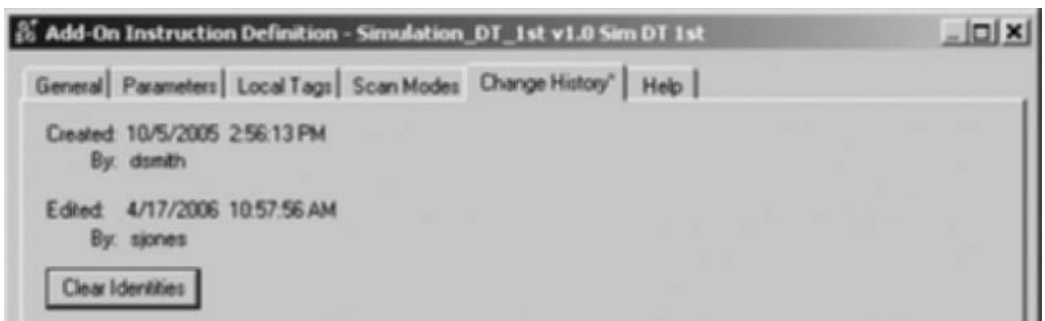 Add-On Instruction Definition - Simulation_DT_1st v1.0 Sim DT 1st
General Parameters Local Tags Scan Modes Change History* Help
Created: 10/5/2005 2:56:13 PM
By: dsmith
Edited: 4/17/2006 10:57:56 AM
By: sjones
Clear Identities